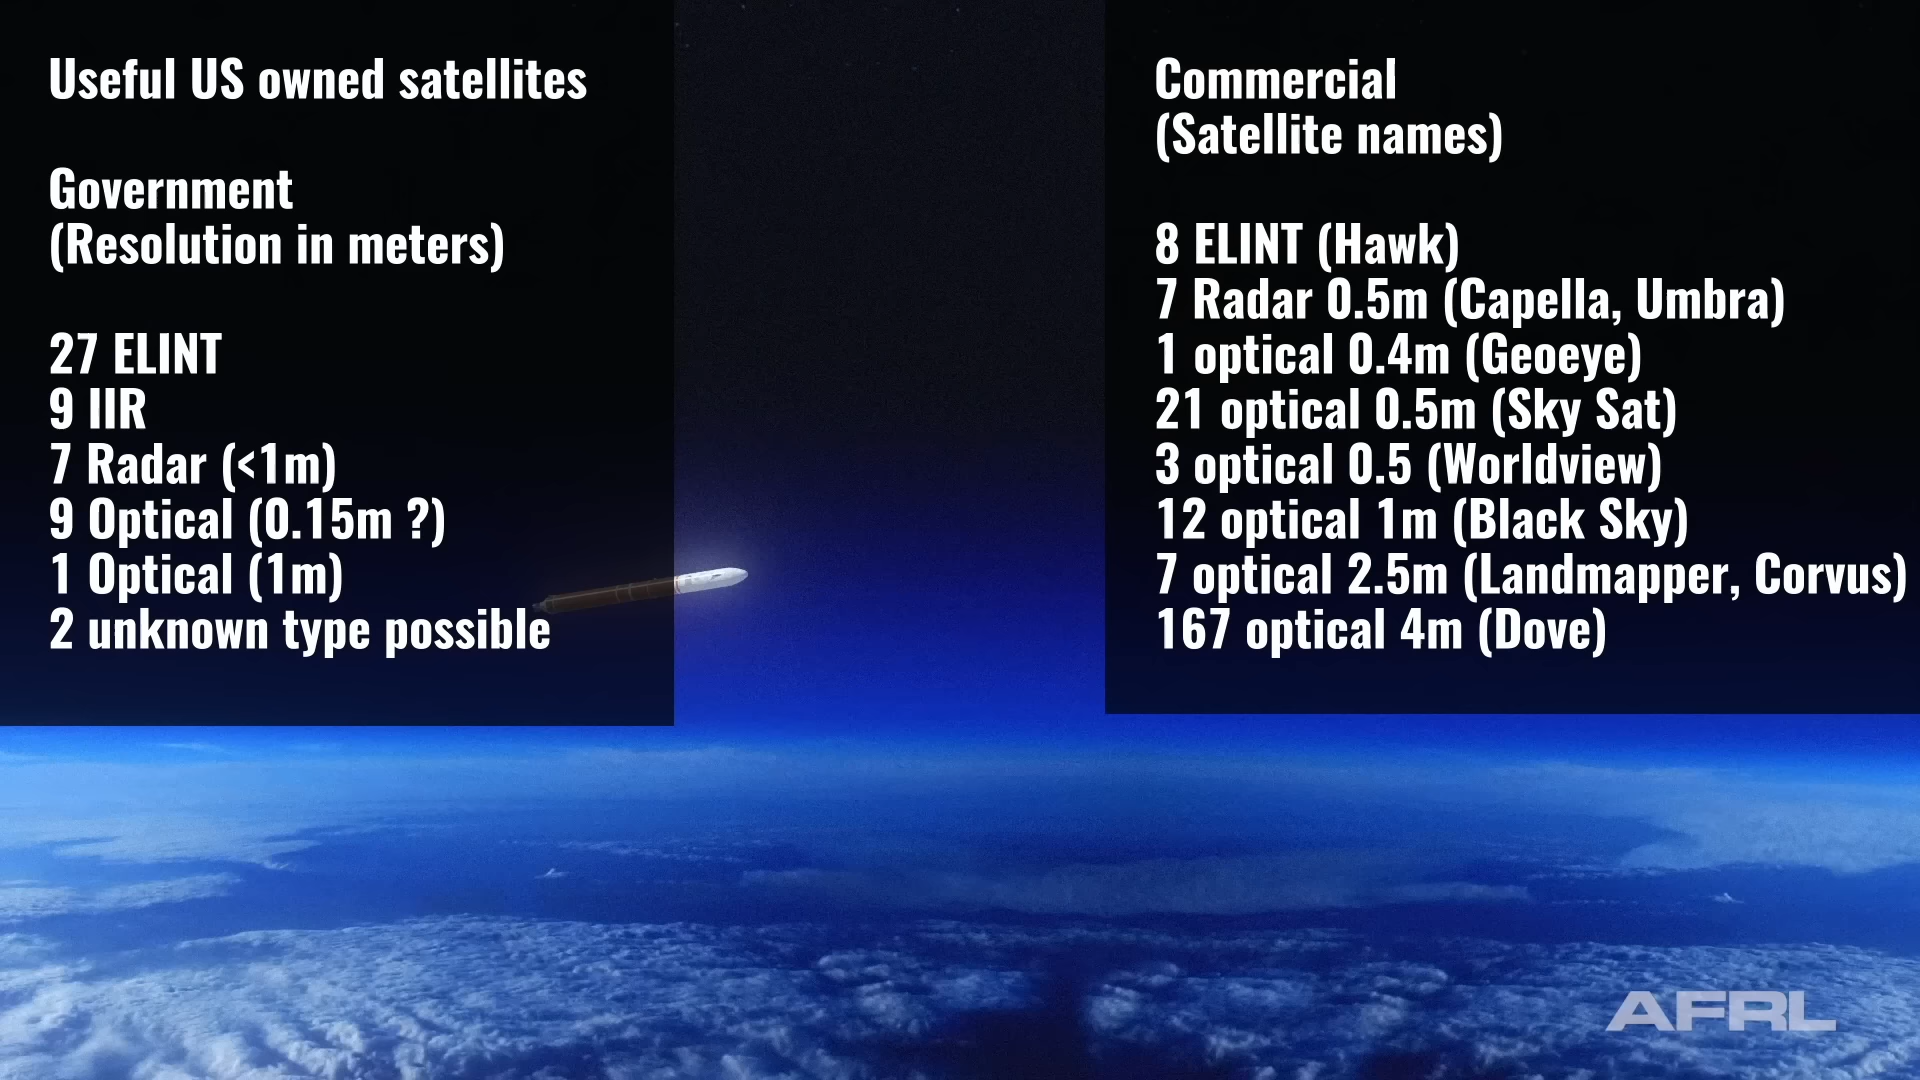 Useful US owned satellites
Government
(Resolution in meters)
27 ELINT
9 IIR
7 Radar (<1m)
9 Optical (0.15m ?)
1 Optical (1m)
2 unknown type possible
Commercial
(Satellite names)
8 ELINT (Hawk)
7 Radar 0.5m (Capella, Umbra)
1 optical 0.4m (Geoeye)
21 optical 0.5m (Sky Sat)
3 optical 0.5 (Worldview)
12 optical 1m (Black Sky)
7 optical 2.5m (Landmapper, Corvus)
167 optical 4m (Dove)
AFRL